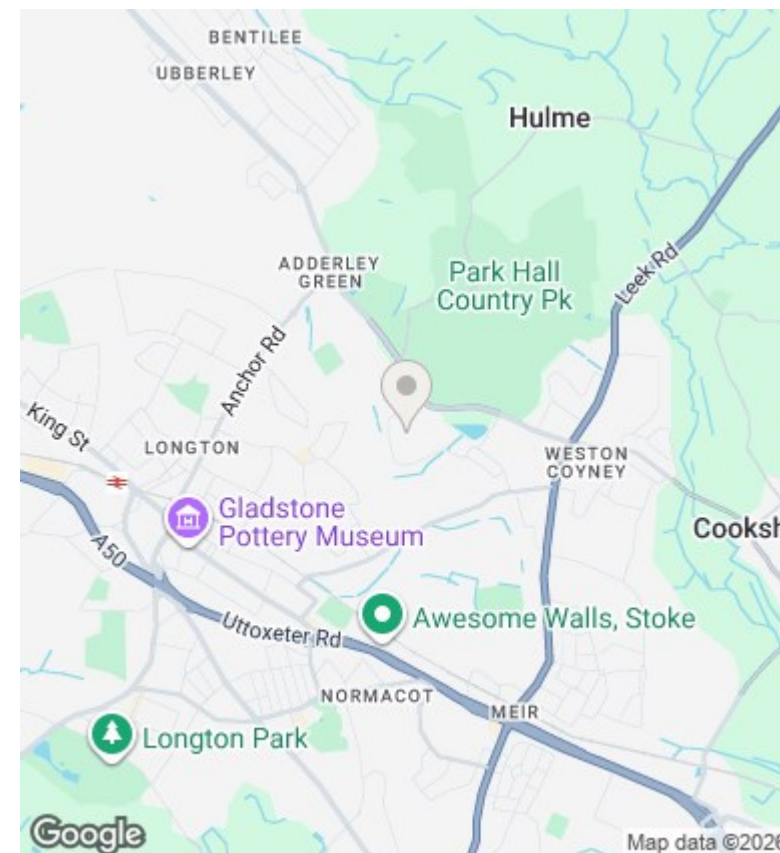 BENTILEE
UBBERLEY
Hulme
ADDERLEY
GREEN
Park Hall
Country Pk
Leek Rd
Anchor Rd
King St
LONGTON
WESTON
COYNEY
Gladstone
Pottery Museum
A50
Cooksh
Uttoxeter Rd
Awesome Walls, Stoke
NORMACOT
MEIR
Longton Park
Google
Map data ©2026